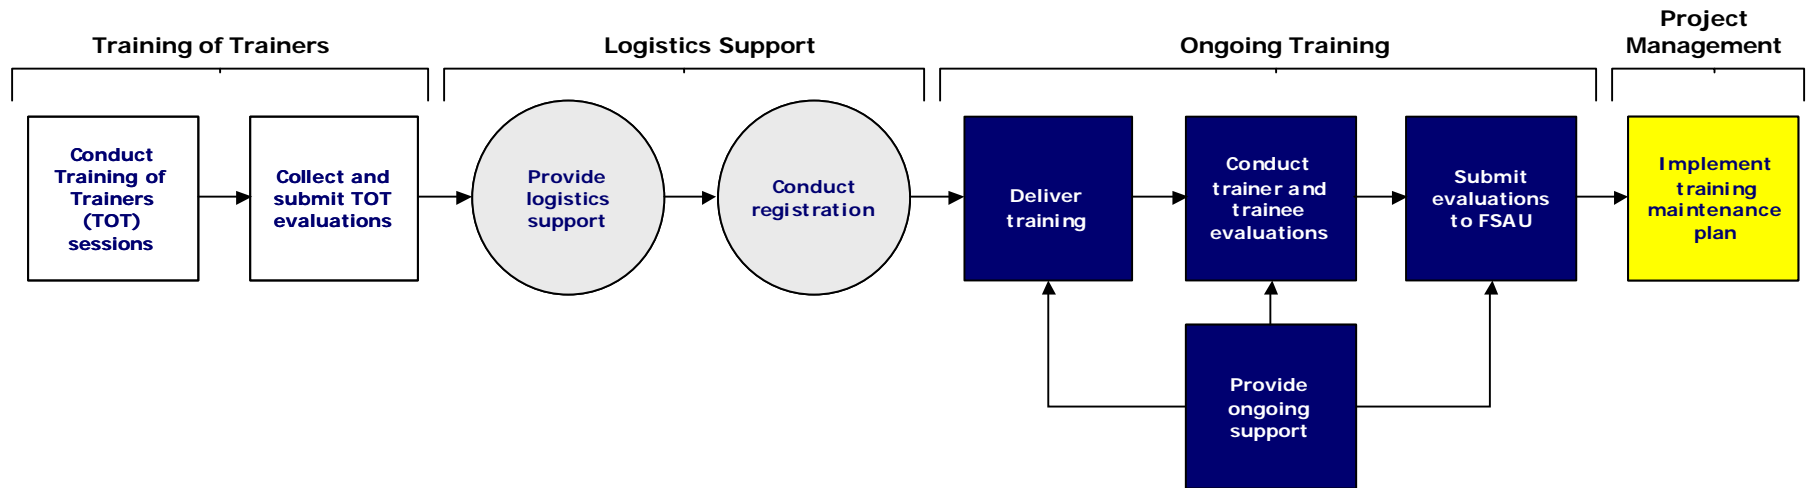 Training of Trainers
Logistics Support
Ongoing Training
Project
Management
Conduct
Training of
Trainers
(TOT)
sessions
Collect and
submit TOT
evaluations
Provide
logistics
support
Conduct
registration
Deliver
training
Conduct
trainer and
trainee
evaluations
Submit
evaluations
to FSAU
Implement
training
maintenance
plan
Provide
ongoing
support